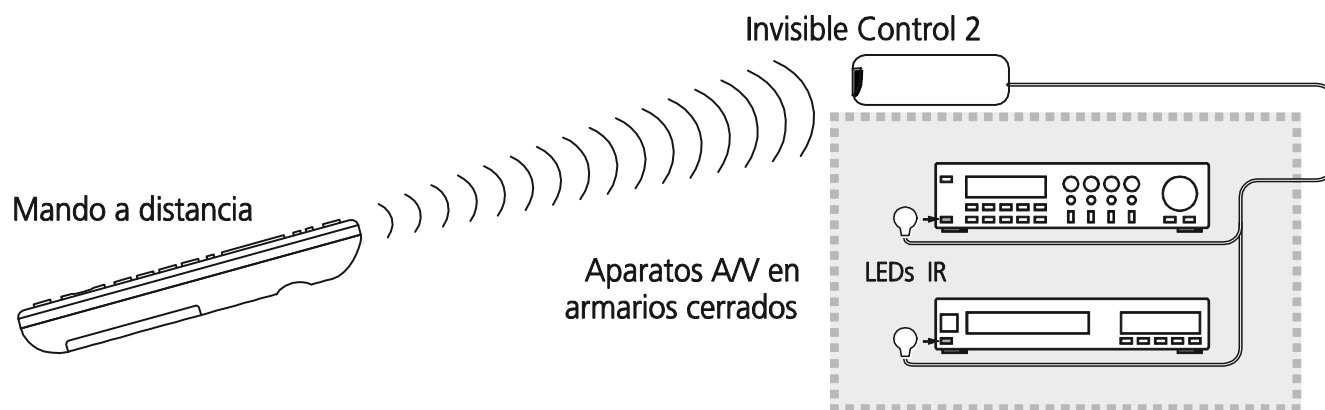 Invisible Control 2
Mando a distancia
Aparatos A/V en
armarios cerrados
LEDs IR